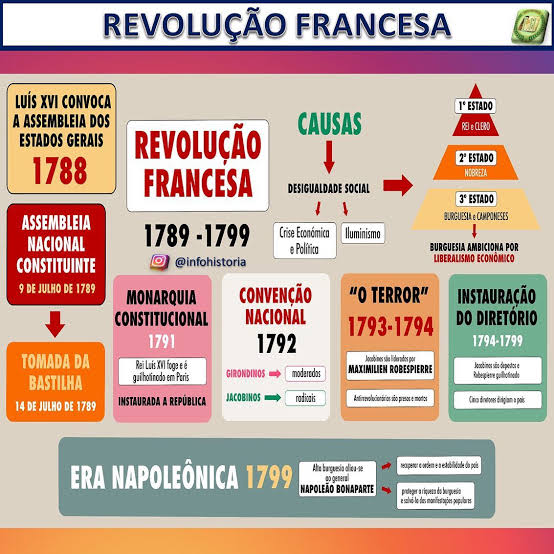 REVOLUÇÃO FRANCESA
LUÍS XVI CONVOCA
A ASSEMBLEIA DOS
ESTADOS GERAIS
1788
ASSEMBLEIA
NACIONAL
CONSTITUINTE
9 DE JULHO DE 1789
TOMADA DA
BASTILHA
14 DE JULHO DE 1789
REVOLUÇÃO
FRANCESA
1789 -1799
@infohistoria
CAUSAS
DESIGUALDADE SOCIAL
Crise Econômica
e Política
Iluminismo
1º ESTADO
REI e CLERO
2º ESTADO
NOBREZA
3º ESTADO
BURGUESIA e CAMPONESES
BURGUESIA AMBICIONA POR
LIBERALISMO ECONÔMICO
MONARQUIA
CONSTITUCIONAL
1791
Rei Luís XVI foge e é
guilhotinado em Paris
INSTAURADA A REPÚBLICA
CONVENÇÃO
NACIONAL
1792
GIRONDINOS
moderados
JACOBINOS
radicais
“O TERROR”
1793-1794
Jacobinos são liderados por
MAXIMILIEN ROBESPIERRE
Antirrevolucionários são presos e mortos
INSTAURAÇÃO
DO DIRETÓRIO
1794-1799
Jacobinos são depostos e
Robespierre guilhotinado
Cinco diretores dirigiam o país
ERA NAPOLEÔNICA 1799
Alta burguesia aliou-se
ao general
NAPOLEÃO BONAPARTE
recuperar a ordem e a estabilidade do país
proteger a riqueza da burguesia
e salvá-la das manifestações populares